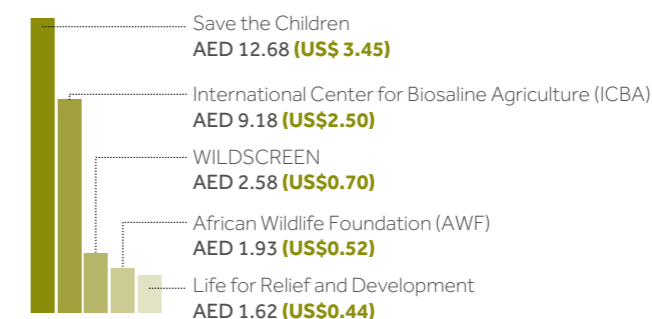 Save the Children
AED 12.68 (US$ 3.45)
International Center for Biosaline Agriculture (ICBA)
AED 9.18 (US$2.50)
WILDSCREEN
AED 2.58 (US$0.70)
African Wildlife Foundation (AWF)
AED 1.93 (US$0.52)
Life for Relief and Development
AED 1.62 (US$0.44)